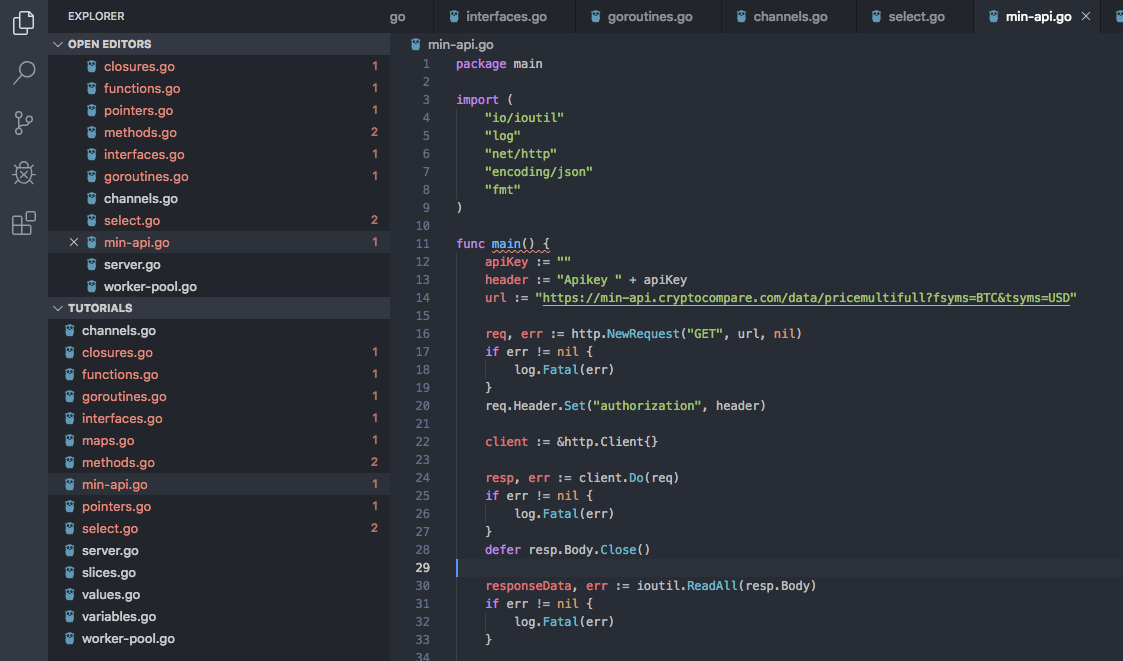 EXPLORER
OPEN EDITORS
closures.go 1
functions.go 1
pointers.go 1
methods.go 2
interfaces.go 1
goroutines.go 1
channels.go
select.go 2
min-api.go 1
server.go
worker-pool.go
TUTORIALS
channels.go
closures.go 1
functions.go 1
goroutines.go 1
interfaces.go 1
maps.go 1
methods.go 2
min-api.go 1
pointers.go 1
select.go 2
server.go
slices.go
values.go
variables.go
worker-pool.go
go interfaces.go goroutines.go channels.go select.go min-api.go
min-api.go
1 package main
2
3 import (
4     "io/ioutil"
5     "log"
6     "net/http"
7     "encoding/json"
8     "fmt"
9 )
10
11 func main() {
12     apiKey := ""
13     header := "Apikey " + apiKey
14     url := "https://min-api.cryptocompare.com/data/pricemultifull?fsyms=BTC&tsyms=USD"
15
16     req, err := http.NewRequest("GET", url, nil)
17     if err != nil {
18         log.Fatal(err)
19     }
20     req.Header.Set("authorization", header)
21
22     client := &http.Client{}
23
24     resp, err := client.Do(req)
25     if err != nil {
26         log.Fatal(err)
27     }
28     defer resp.Body.Close()
29
30     responseData, err := ioutil.ReadAll(resp.Body)
31     if err != nil {
32         log.Fatal(err)
33     }
34